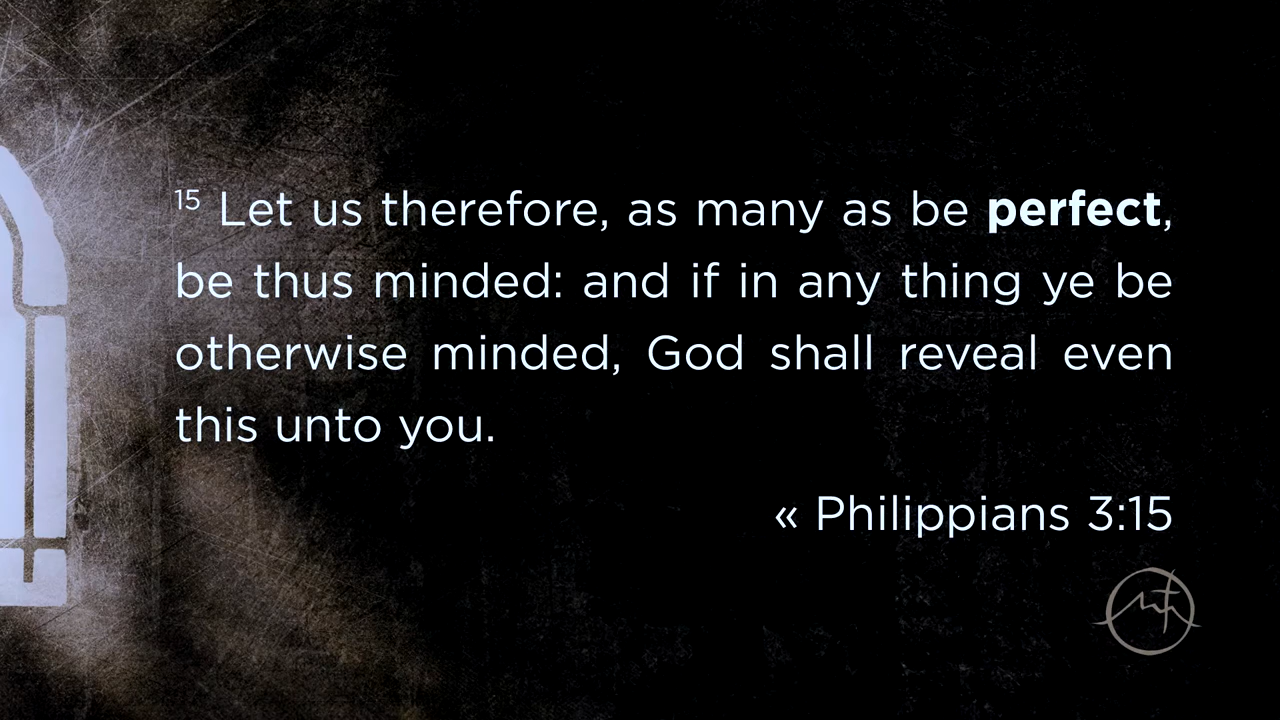 15 Let us therefore, as many as be perfect,
be thus minded: and if in any thing ye be
otherwise minded, God shall reveal even
this unto you.
« Philippians 3:15